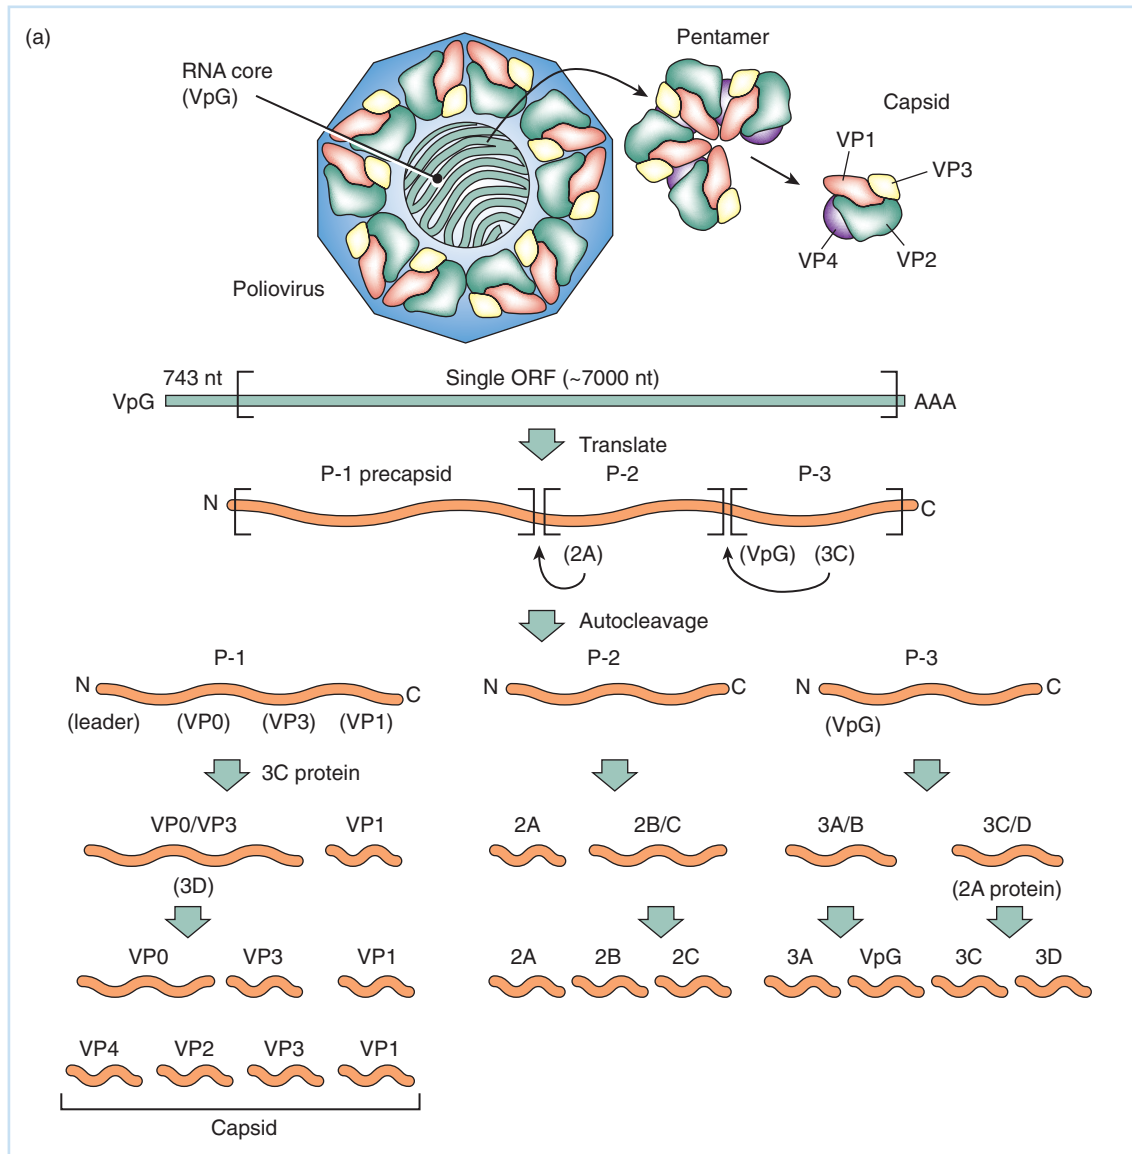 (a)
RNA core
(VpG)
Pentamer
Capsid
VP1
VP3
VP4
VP2
Poliovirus
743 nt
Single ORF (~7000 nt)
VpG
AAA
Translate
P-1 precapsid
P-2
P-3
N
C
(2A)
(VpG)
(3C)
Autocleavage
P-1
P-2
P-3
N
C
N
C
N
C
(leader)
(VP0)
(VP3)
(VP1)
(VpG)
3C protein
VP0/VP3
VP1
2A
2B/C
3A/B
3C/D
(3D)
(2A protein)
VP0
VP3
VP1
2A
2B
2C
3A
VpG
3C
3D
VP4
VP2
VP3
VP1
Capsid